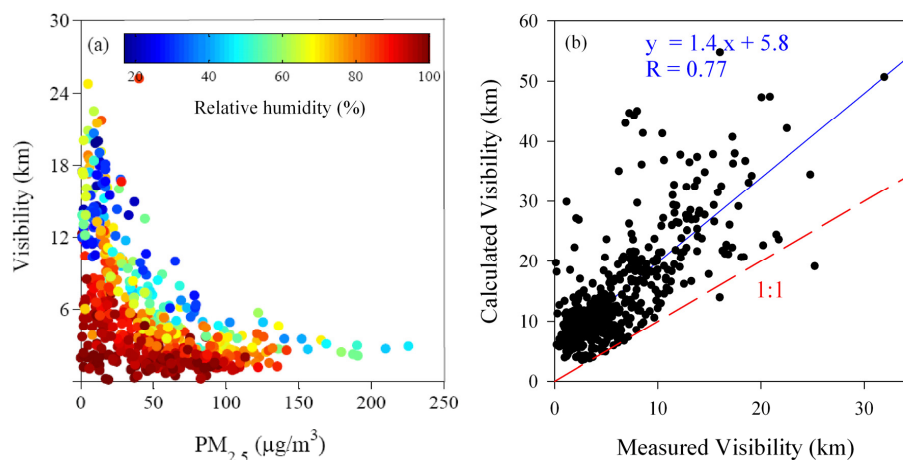 (a)
20 40 60 80 100
Relative humidity (%)
30
24
18
12
6
Visibility (km)
0 50 100 150 200 250
PM2.5 (µg/m3)
(b)
y = 1.4 x + 5.8
R = 0.77
1:1
60
50
40
30
20
10
0
Calculated Visibility (km)
0 10 20 30
Measured Visibility (km)